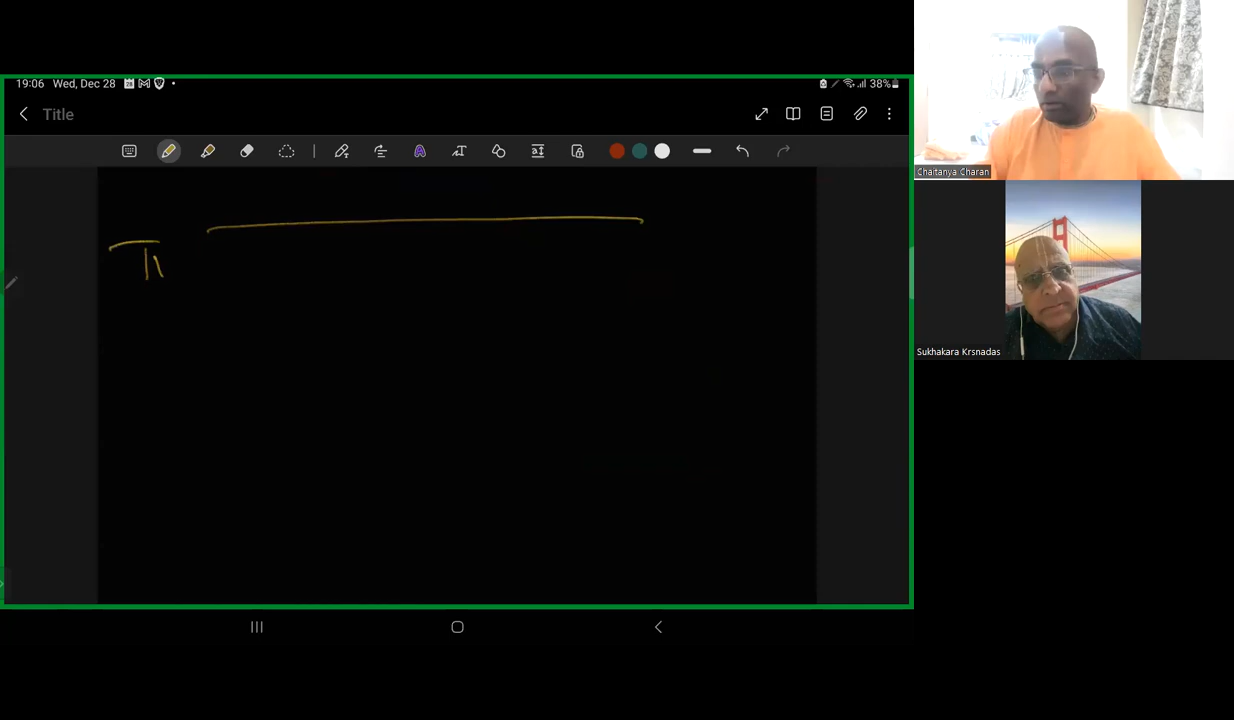 19:06 Wed, Dec 28 38%
Title
Chaitanya Charan
Sukhakara Krsnadas